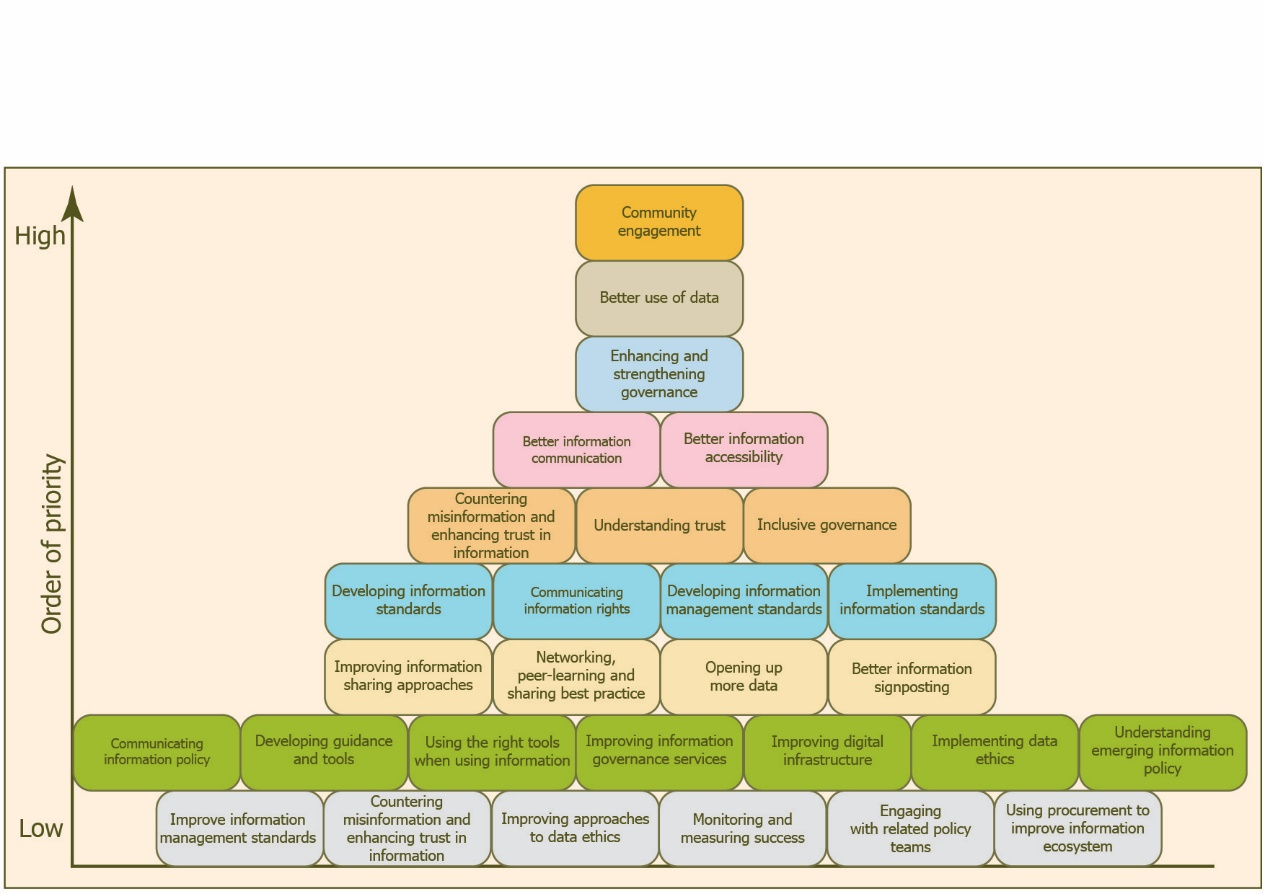 High
Order of priority
Low
Community
engagement
Better use of data
Enhancing and
strengthening
governance
Better information
communication
Better information
accessibility
Countering
misinformation and
enhancing trust in
information
Understanding trust
Inclusive governance
Developing information
standards
Communicating
information rights
Developing information
management standards
Implementing
information standards
Improving information
sharing approaches
Networking,
peer-learning and
sharing best practice
Opening up
more data
Better information
signposting
Communicating
information policy
Developing guidance
and tools
Using the right tools
when using information
Improving information
governance services
Improving digital
infrastructure
Implementing data
ethics
Understanding
emerging information
policy
Improve information
management standards
Countering
misinformation and
enhancing trust in
information
Improving approaches
to data ethics
Monitoring and
measuring success
Engaging
with related policy
teams
Using procurement to
improve information
ecosystem